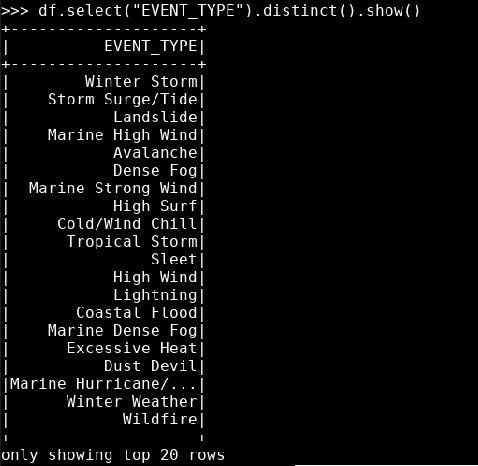 >>> df.select("EVENT_TYPE").distinct().show()
+--------------------+
|          EVENT_TYPE|
+--------------------+
|        Winter Storm|
|    Storm Surge/Tide|
|           Landslide|
|    Marine High Wind|
|           Avalanche|
|           Dense Fog|
|  Marine Strong Wind|
|           High Surf|
|     Cold/Wind Chill|
|      Tropical Storm|
|               Sleet|
|           High Wind|
|           Lightning|
|       Coastal Flood|
|    Marine Dense Fog|
|      Excessive Heat|
|          Dust Devil|
|Marine Hurricane/...|
|      Winter Weather|
|            Wildfire|
only showing top 20 rows